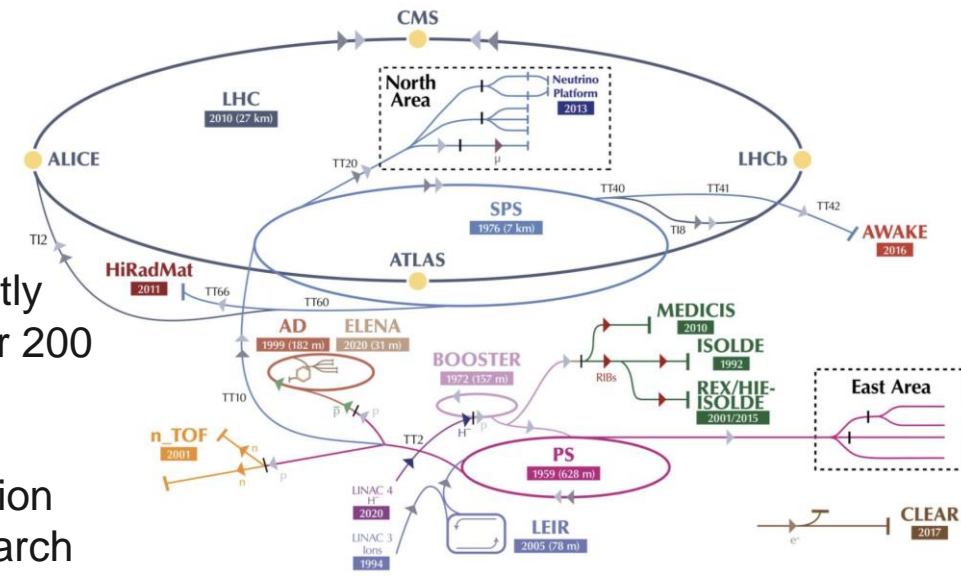 CMS
North
Area
Neutrino
Platform
2013
LHC
2010 (27 km)
μ
ALICE
LHCb
TT20
TT40
TT41
TT42
SPS
1976 (7 km)
TI8
AWAKE
2016
TI2
ATLAS
HiRadMat
2011
TT66
TT60
tly
r 200
AD
1999 (182 m)
ELENA
2020 (31 m)
MEDICIS
2010
BOOSTER
1972 (157 m)
ISOLDE
1992
RIBs
REX/HIE-
ISOLDE
2001/2015
East Area
TT10
p
p̅
H⁻
p
TT2
n_TOF
2001
n
n
p
PS
1959 (628 m)
ion
arch
LINAC 4
H⁻
2020
LINAC 3
Ions
1994
LEIR
2005 (78 m)
CLEAR
2017
e⁻